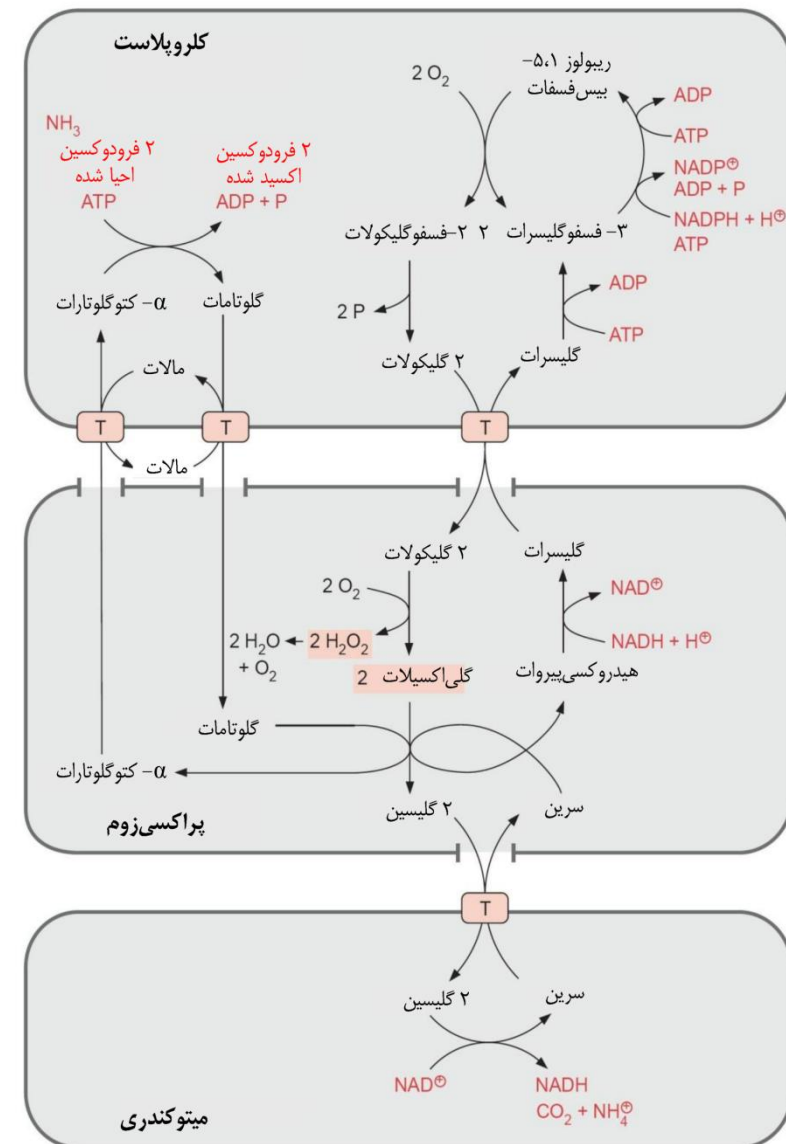 کلروپلاست
2 O₂
ریبولوز ۵،۱-
بیس‌فسفات
ADP
ATP
NADP⊕
ADP + P
NADPH + H⊕
ATP
NH₃
۲ فرودوکسین
احیا شده
ATP
۲ فرودوکسین
اکسید شده
ADP + P
۲ ۲-فسفوگلیکولات
۳- فسفوگلیسرات
α- کتوگلوتارات
گلوتامات
2 P
ADP
ATP
مالات
۲ گلیکولات
گلیسرات
T
T
T
مالات
۲ گلیکولات
گلیسرات
2 O₂
NAD⊕
NADH + H⊕
2 H₂O
+ O₂
2 H₂O₂
2 گلی‌اکسیلات
هیدروکسی‌پیروات
گلوتامات
α- کتوگلوتارات
۲ گلیسین
سرین
پراکسی‌زوم
T
۲ گلیسین
سرین
NAD⊕
NADH
CO₂ + NH₄⊕
میتوکندری